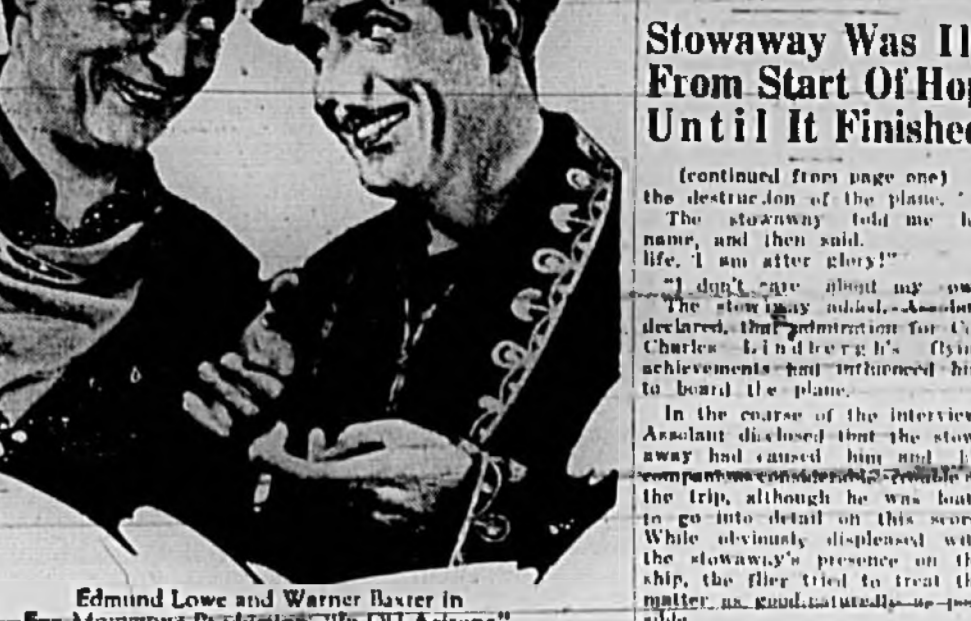 Edmund Lowe and Warner Baxter in
Stowaway Was Il
From Start Of Ho
Until It Finishe
(continued from page one)
the destruction of the plane.
The stowaway told me
name, and then said.
life, I am after glory!"
"I don't care about my
The stowaway added,
declared, that admiration for
Charles Lindbergh's
achievements had influenced
to board the plane.
In the course of the interview
Assolant disclosed that the stow-
away had caused him and
the trip, although he was
to go into detail on this
While obviously displeased
the stowaway's presence on
ship, the flier tried to treat
matter as good-naturedly as